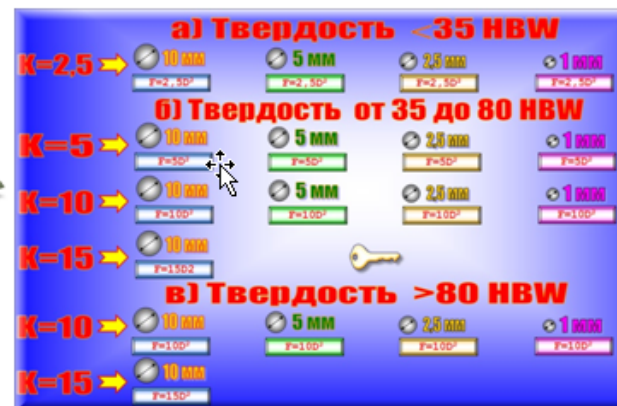 а) Твердость <35 HBW
K=2,5 10 мм 5 мм 2,5 мм 1 мм
F=2,5D² F=2,5D² F=2,5D² F=2,5D²
б) Твердость от 35 до 80 HBW
K=5 10 мм 5 мм 2,5 мм 1 мм
F=5D² F=5D² F=5D² F=5D²
K=10 10 мм 5 мм 2,5 мм 1 мм
F=10D² F=10D² F=10D² F=10D²
K=15 10 мм
F=15D2
в) Твердость >80 HBW
K=10 10 мм 5 мм 2,5 мм 1 мм
F=10D² F=10D² F=10D² F=10D²
K=15 10 мм
F=15D²